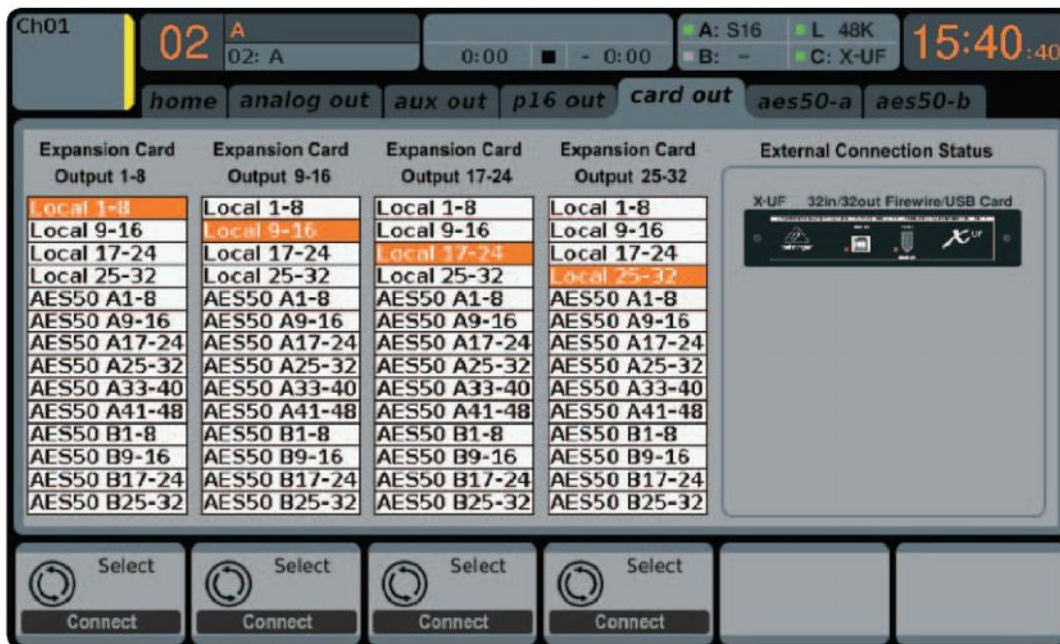 Ch01
02
A
02: A
0:00 - 0:00
A: S16
B: -
L 48K
C: X-UF
15:40:40
home analog out aux out p16 out card out aes50-a aes50-b
Expansion Card Output 1-8
Local 1-8
Local 9-16
Local 17-24
Local 25-32
AES50 A1-8
AES50 A9-16
AES50 A17-24
AES50 A25-32
AES50 A33-40
AES50 A41-48
AES50 B1-8
AES50 B9-16
AES50 B17-24
AES50 B25-32
Expansion Card Output 9-16
Local 1-8
Local 9-16
Local 17-24
Local 25-32
AES50 A1-8
AES50 A9-16
AES50 A17-24
AES50 A25-32
AES50 A33-40
AES50 A41-48
AES50 B1-8
AES50 B9-16
AES50 B17-24
AES50 B25-32
Expansion Card Output 17-24
Local 1-8
Local 9-16
Local 17-24
Local 25-32
AES50 A1-8
AES50 A9-16
AES50 A17-24
AES50 A25-32
AES50 A33-40
AES50 A41-48
AES50 B1-8
AES50 B9-16
AES50 B17-24
AES50 B25-32
Expansion Card Output 25-32
Local 1-8
Local 9-16
Local 17-24
Local 25-32
AES50 A1-8
AES50 A9-16
AES50 A17-24
AES50 A25-32
AES50 A33-40
AES50 A41-48
AES50 B1-8
AES50 B9-16
AES50 B17-24
AES50 B25-32
External Connection Status
X-UF 32in/32out Firewire/USB Card
X UF
Select
Connect
Select
Connect
Select
Connect
Select
Connect